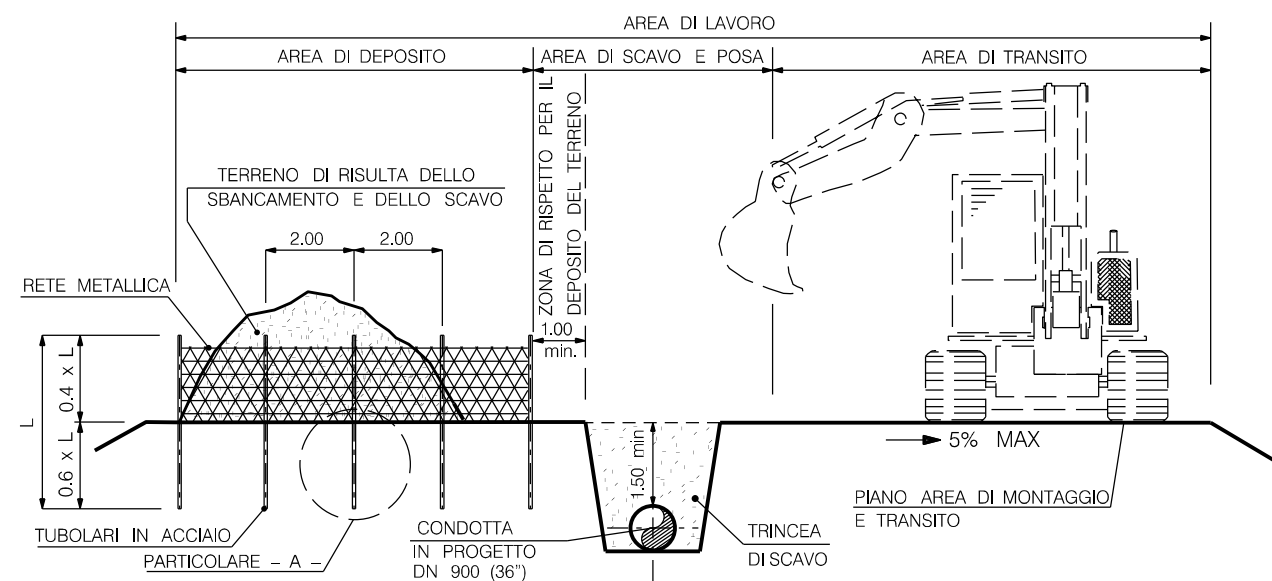 AREA DI LAVORO
AREA DI DEPOSITO
AREA DI SCAVO E POSA
AREA DI TRANSITO
ZONA DI RISPETTO PER IL
DEPOSITO DEL TERRENO
TERRENO DI RISULTA DELLO
SBANCAMENTO E DELLO SCAVO
2.00
2.00
RETE METALLICA
1.00
min.
L
0.4 x L
0.6 x L
1.50 min
5% MAX
TUBOLARI IN ACCIAIO
PARTICOLARE - A -
CONDOTTA
IN PROGETTO
DN 900 (36")
TRINCEA
DI SCAVO
PIANO AREA DI MONTAGGIO
E TRANSITO